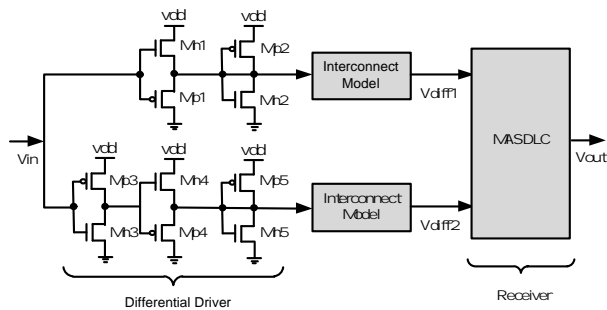 vdd
vdd
Mn1
Mp2
Mp1
Mn2
Interconnect
Model
Vdiff1
MASDLC
Vin
Vout
vdd
vdd
vdd
Mp3
Mn4
Mp5
Mn3
Mp4
Mn5
Interconnect
Model
Vdiff2
Differential Driver
Receiver